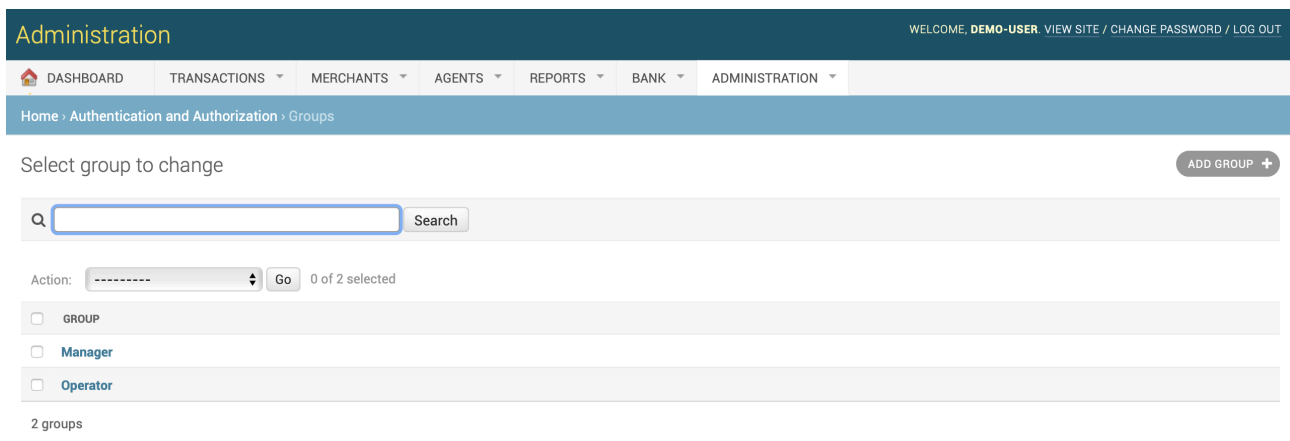 Administration
WELCOME, DEMO-USER. VIEW SITE / CHANGE PASSWORD / LOG OUT
DASHBOARD TRANSACTIONS MERCHANTS AGENTS REPORTS BANK ADMINISTRATION
Home › Authentication and Authorization › Groups
Select group to change
ADD GROUP +
Search
Action: --------- Go 0 of 2 selected
GROUP
Manager
Operator
2 groups